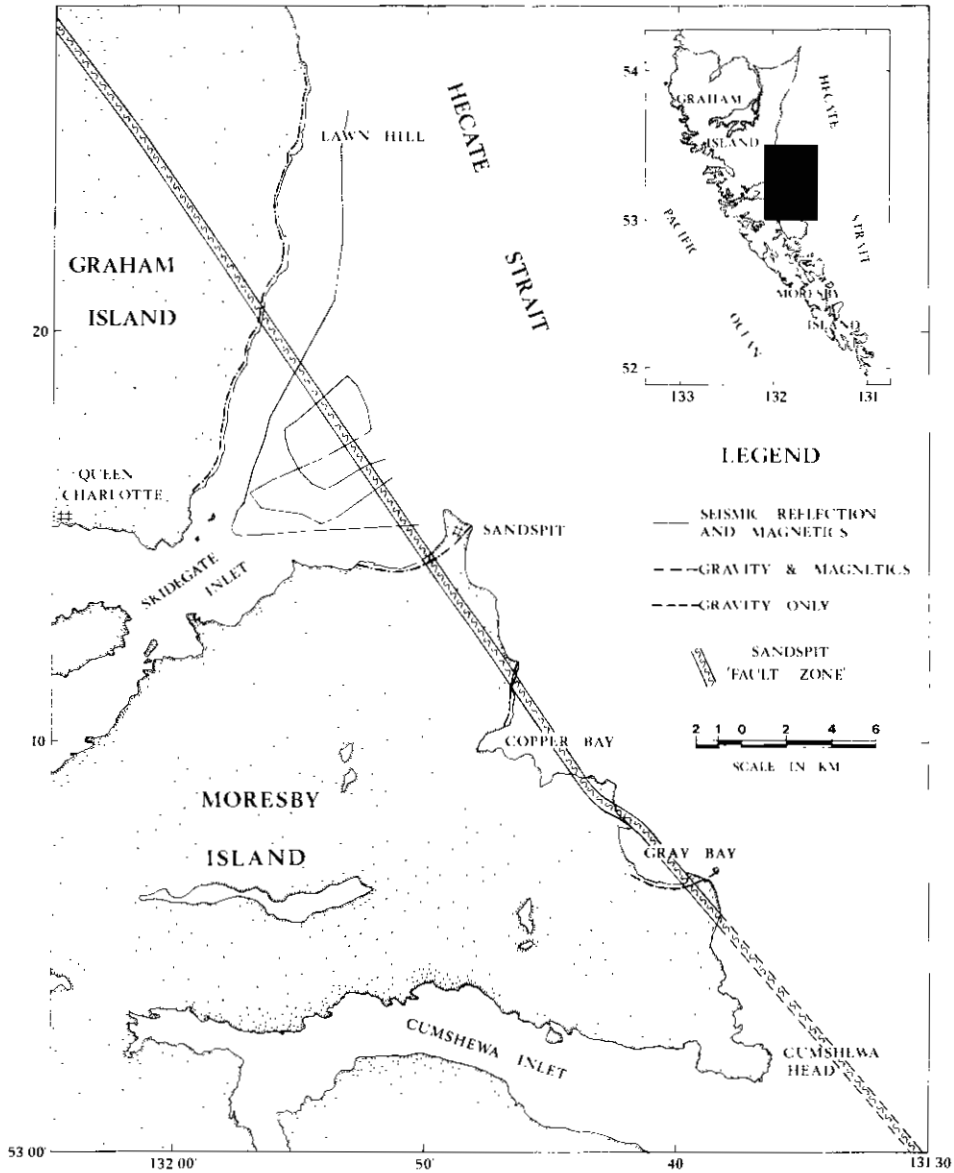 HECATE
STRAIT
LAWN HILL
GRAHAM
ISLAND
20
QUEEN
CHARLOTTE
SKIDEGATE
INLET
SANDSPIT
10
COPPER BAY
MORESBY
ISLAND
GRAY BAY
CUMSHEWA INLET
CUMSHEWA
HEAD
53 00'
132 00'
50'
40'
131 30
54
53
52
133
132
131
GRAHAM
ISLAND
HECATE
STRAIT
PACIFIC
OCEAN
MORESBY
LEGEND
SEISMIC REFLECTION
AND MAGNETICS
GRAVITY & MAGNETICS
GRAVITY ONLY
SANDSPIT
'FAULT ZONE'
2 1 0 2 4 6
SCALE IN KM